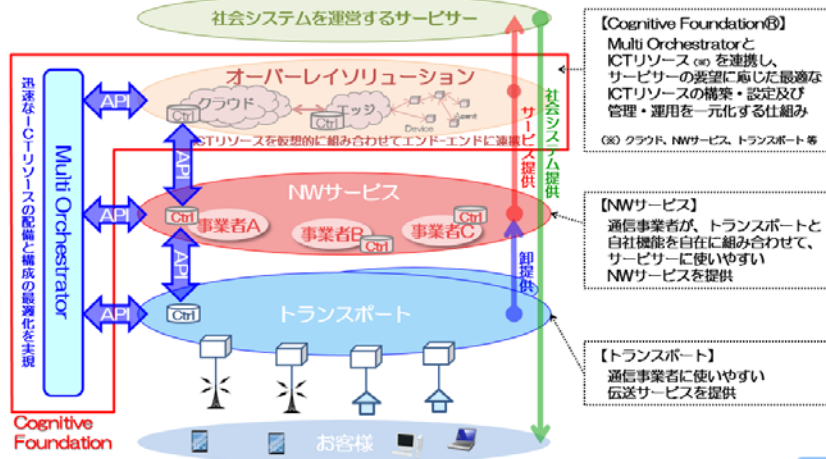 社会システムを運営するサービサー
オーバーレイソリューション
クラウド
エッジ
Ctrl
Ctrl
Device
Agent
ICTリソースを仮想的に組み合わせてエンド-エンドに連携
API
API
Multi Orchestrator
迅速なICTリソースの配備と構成の最適化を実現
NWサービス
API
Ctrl
事業者A
事業者B
Ctrl
事業者C
Ctrl
API
API
Ctrl
トランスポート
サービス提供
社会システム提供
卸提供
Cognitive
Foundation
お客様
【Cognitive Foundation®】
Multi Orchestratorと
ICTリソース(※)を連携し、
サービサーの要望に応じた最適な
ICTリソースの構築・設定及び
管理・運用を一元化する仕組み
(※) クラウド、NWサービス、トランスポート 等
【NWサービス】
通信事業者が、トランスポートと
自社機能を自在に組み合わせて、
サービサーに使いやすい
NWサービスを提供
【トランスポート】
通信事業者に使いやすい
伝送サービスを提供